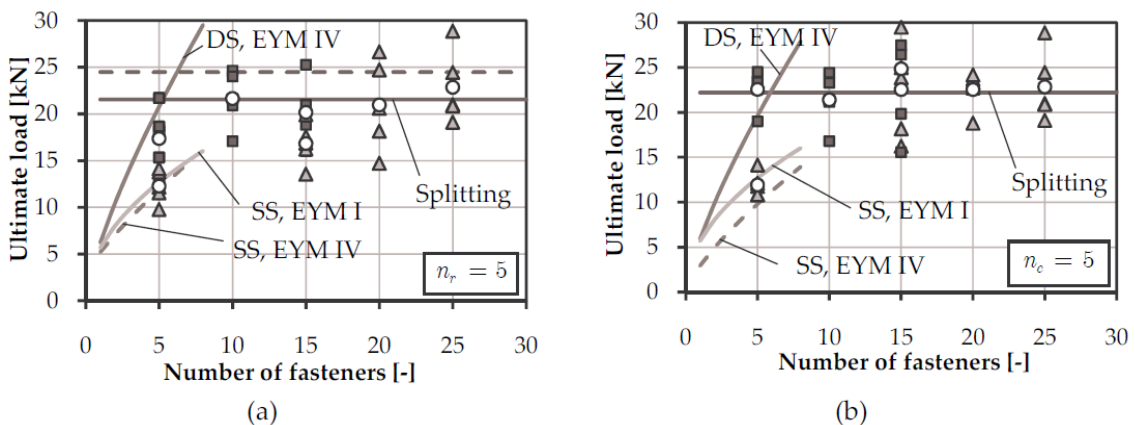 Ultimate load [kN]
30
25
20
15
10
5
0
DS, EYM IV
Splitting
SS, EYM I
SS, EYM IV
n_r = 5
0 5 10 15 20 25 30
Number of fasteners [-]
(a)
Ultimate load [kN]
30
25
20
15
10
5
0
DS, EYM IV
Splitting
SS, EYM I
SS, EYM IV
n_c = 5
0 5 10 15 20 25 30
Number of fasteners [-]
(b)